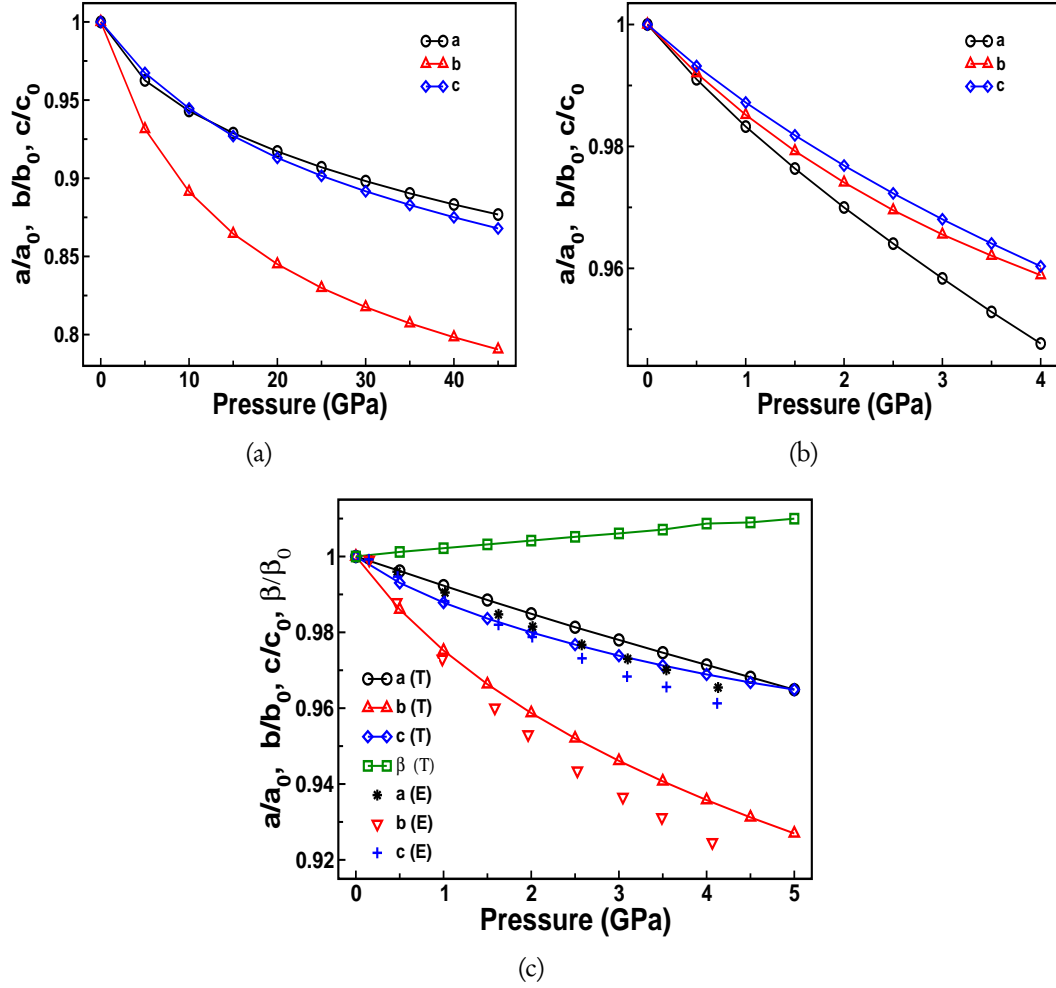 1
0.95
0.9
0.85
0.8
a/a0, b/b0, c/c0
a
b
c
0 10 20 30 40
Pressure (GPa)
(a)
1
0.98
0.96
a/a0, b/b0, c/c0
a
b
c
0 1 2 3 4
Pressure (GPa)
(b)
1
0.98
0.96
0.94
0.92
a/a0, b/b0, c/c0, β/β0
a (T)
b (T)
c (T)
β (T)
a (E)
b (E)
c (E)
0 1 2 3 4 5
Pressure (GPa)
(c)